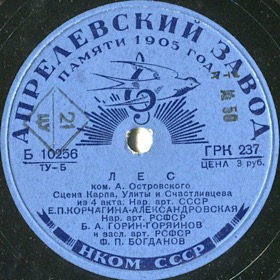 АПРЕЛЕВСКИЙ ЗАВОД
ПАМЯТИ 1905 ГОДА
Б 10256
ТУ-Б
ГРК 237
ЦЕНА 3 руб.
ЛЕС
ком. А. Островского
Сцена Карпа, Улиты и Счастливцева
из 4 акта. Нар. арт. СССР
Е.П.КОРЧАГИНА-АЛЕКСАНДРОВСКАЯ
Нар. арт. РСФСР
Б. А. ГОРИН-ГОРЯИНОВ
и засл. арт. РСФСР
Ф. П. БОГДАНОВ
НКОМ СССР
21
50